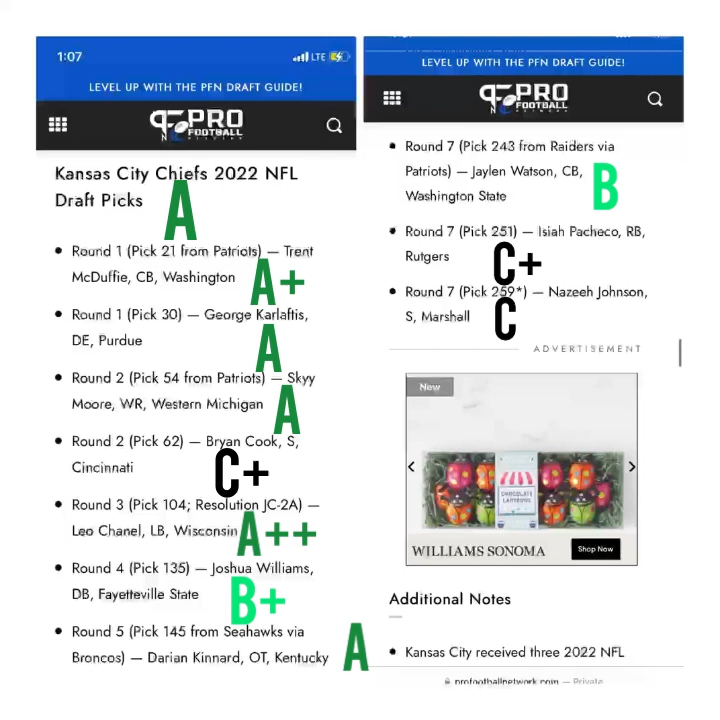 1:07
LTE
LEVEL UP WITH THE PFN DRAFT GUIDE!
PRO
FOOTBALL
NETWORK
Kansas City Chiefs 2022 NFL
Draft Picks
A
• Round 1 (Pick 21 from Patriots) — Trent
McDuffie, CB, Washington
A+
• Round 1 (Pick 30) — George Karlaftis,
DE, Purdue
A
• Round 2 (Pick 54 from Patriots) — Skyy
Moore, WR, Western Michigan
A
• Round 2 (Pick 62) — Bryan Cook, S,
Cincinnati
C+
• Round 3 (Pick 104; Resolution JC-2A) —
Leo Chanel, LB, Wisconsin
A++
• Round 4 (Pick 135) — Joshua Williams,
DB, Fayetteville State
B+
• Round 5 (Pick 145 from Seahawks via
Broncos) — Darian Kinnard, OT, Kentucky
A
LEVEL UP WITH THE PFN DRAFT GUIDE!
PRO
FOOTBALL
NETWORK
• Round 7 (Pick 243 from Raiders via
Patriots) — Jaylen Watson, CB,
Washington State
B
• Round 7 (Pick 251) — Isiah Pacheco, RB,
Rutgers
C+
• Round 7 (Pick 259*) — Nazeeh Johnson,
S, Marshall
C
ADVERTISEMENT
New
CHOCOLATE
WILLIAMS SONOMA
Shop Now
Additional Notes
• Kansas City received three 2022 NFL
profootballnetwork.com — Private